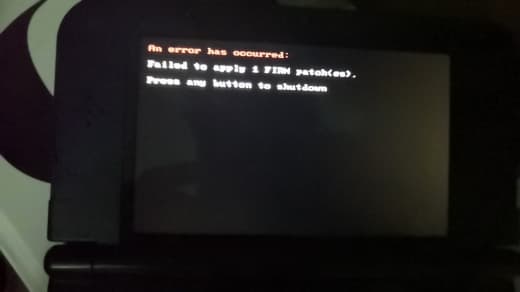 An error has occurred:
Failed to apply 1 FIRM patch(es).
Press any button to shutdown